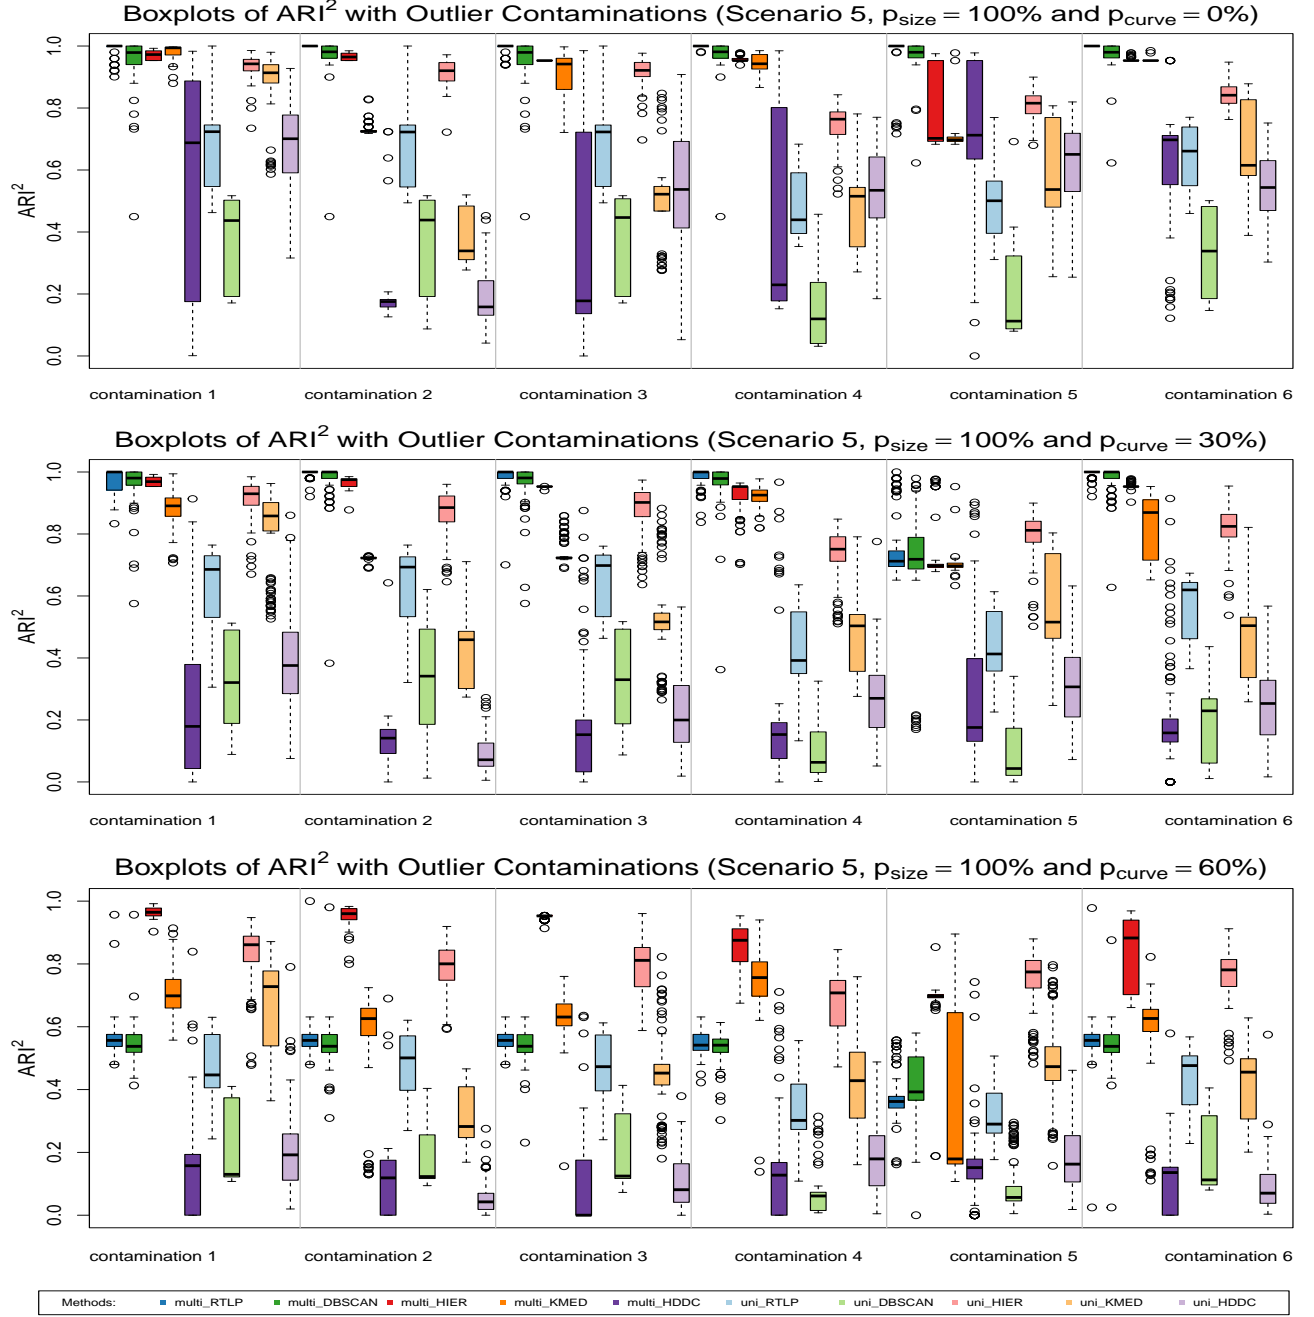 Boxplots of ARI² with Outlier Contaminations (Scenario 5, p_size = 100% and p_curve = 0%)
ARI²
1.0
0.8
0.6
0.4
0.2
0.0
contamination 1 contamination 2 contamination 3 contamination 4 contamination 5 contamination 6
Boxplots of ARI² with Outlier Contaminations (Scenario 5, p_size = 100% and p_curve = 30%)
ARI²
1.0
0.8
0.6
0.4
0.2
0.0
contamination 1 contamination 2 contamination 3 contamination 4 contamination 5 contamination 6
Boxplots of ARI² with Outlier Contaminations (Scenario 5, p_size = 100% and p_curve = 60%)
ARI²
1.0
0.8
0.6
0.4
0.2
0.0
contamination 1 contamination 2 contamination 3 contamination 4 contamination 5 contamination 6
Methods: multi_RTLP multi_DBSCAN multi_HIER multi_KMED multi_HDDC uni_RTLP uni_DBSCAN uni_HIER uni_KMED uni_HDDC